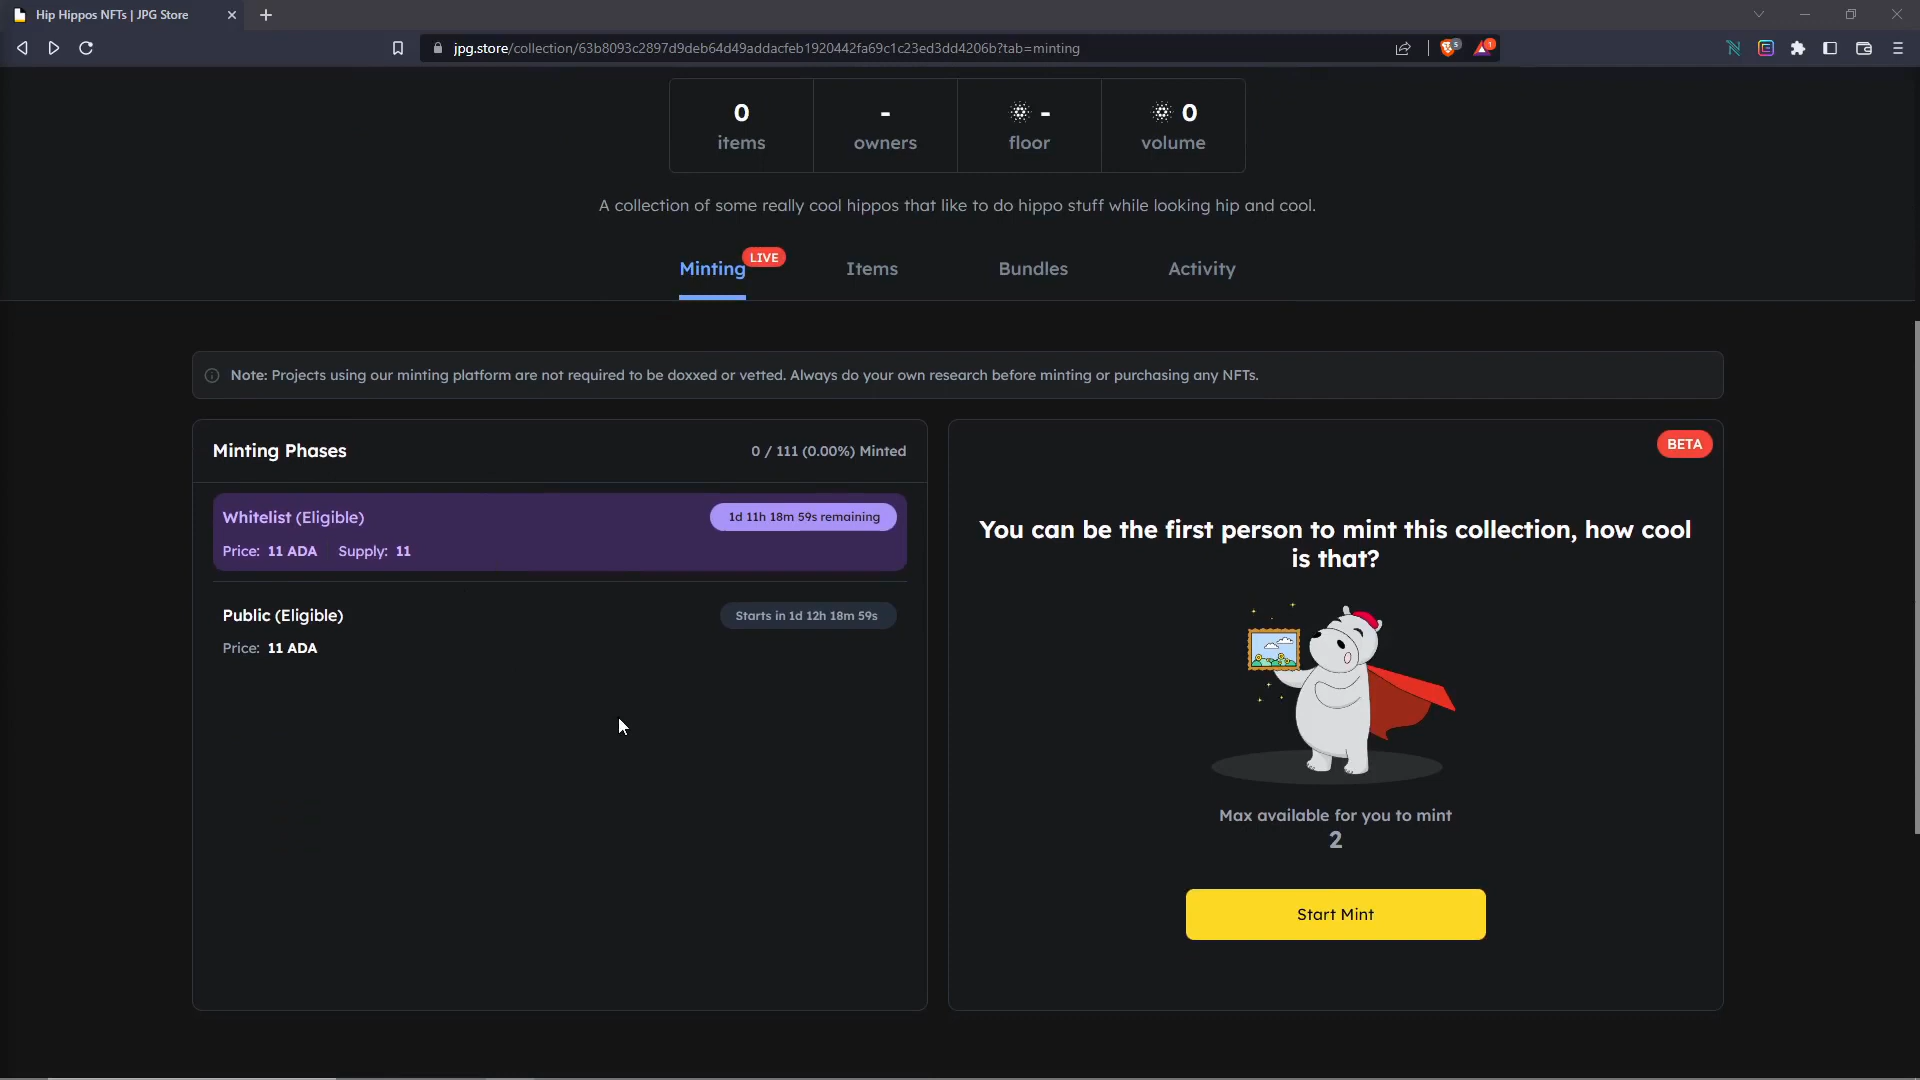 Hip Hippos NFTs | JPG Store
jpg.store/collection/63b8093c2897d9deb64d49addacfeb1920442fa69c1c23ed3dd4206b?tab=minting
5
1
0
items
-
owners
-
floor
0
volume
A collection of some really cool hippos that like to do hippo stuff while looking hip and cool.
Minting LIVE
Items
Bundles
Activity
Note: Projects using our minting platform are not required to be doxxed or vetted. Always do your own research before minting or purchasing any NFTs.
Minting Phases
0 / 111 (0.00%) Minted
Whitelist (Eligible)
1d 11h 18m 59s remaining
Price: 11 ADA Supply: 11
Public (Eligible)
Starts in 1d 12h 18m 59s
Price: 11 ADA
BETA
You can be the first person to mint this collection, how cool
is that?
Max available for you to mint
2
Start Mint